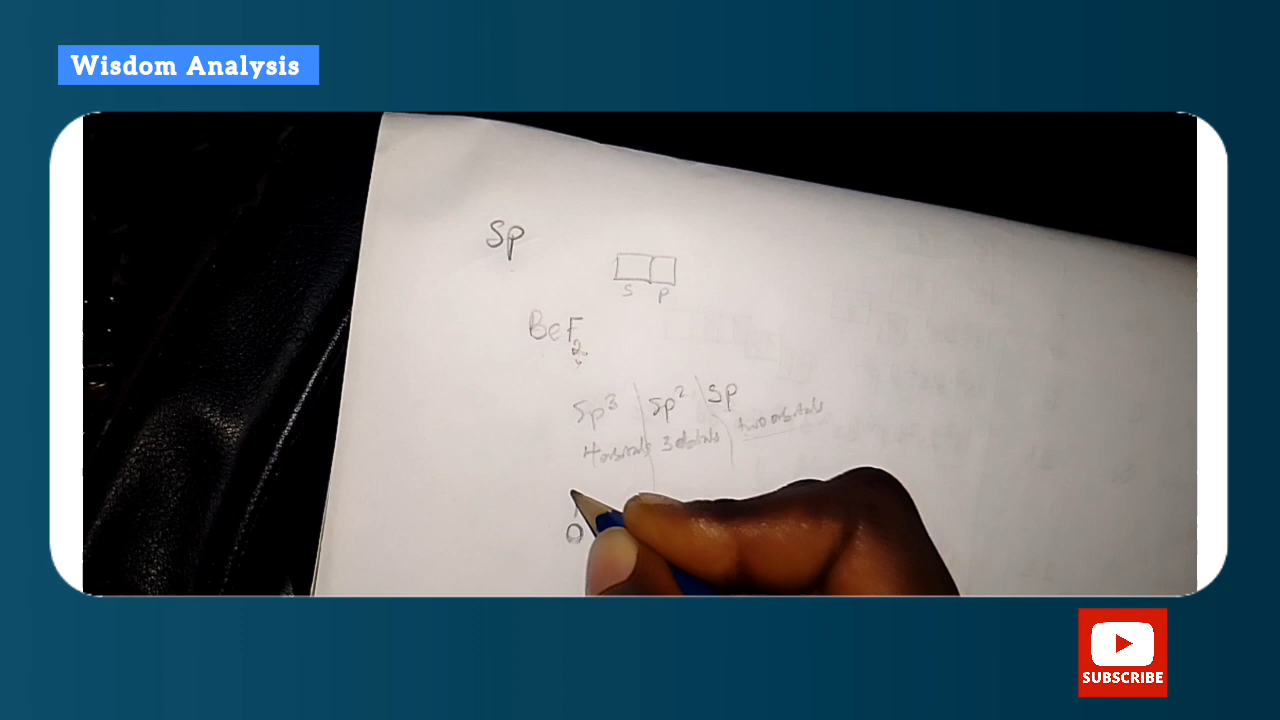 Wisdom Analysis
Sp
S P
BeF2
Sp3 Sp2 Sp
4 orbitals 3 orbitals two orbitals
O
SUBSCRIBE